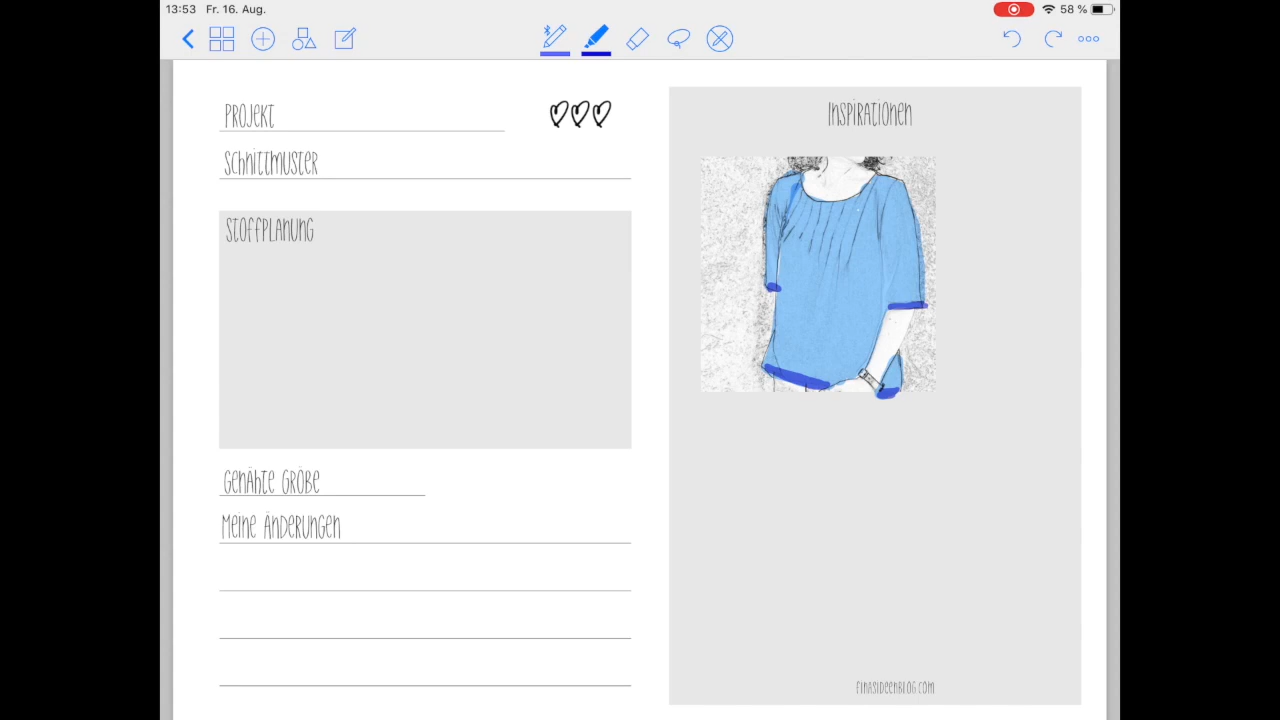 13:53 Fr. 16. Aug. 58 %
Projekt
Schnittmuster
Stoffplanung
Genähte Größe
Meine Änderungen
Inspirationen
finasideenblog.com